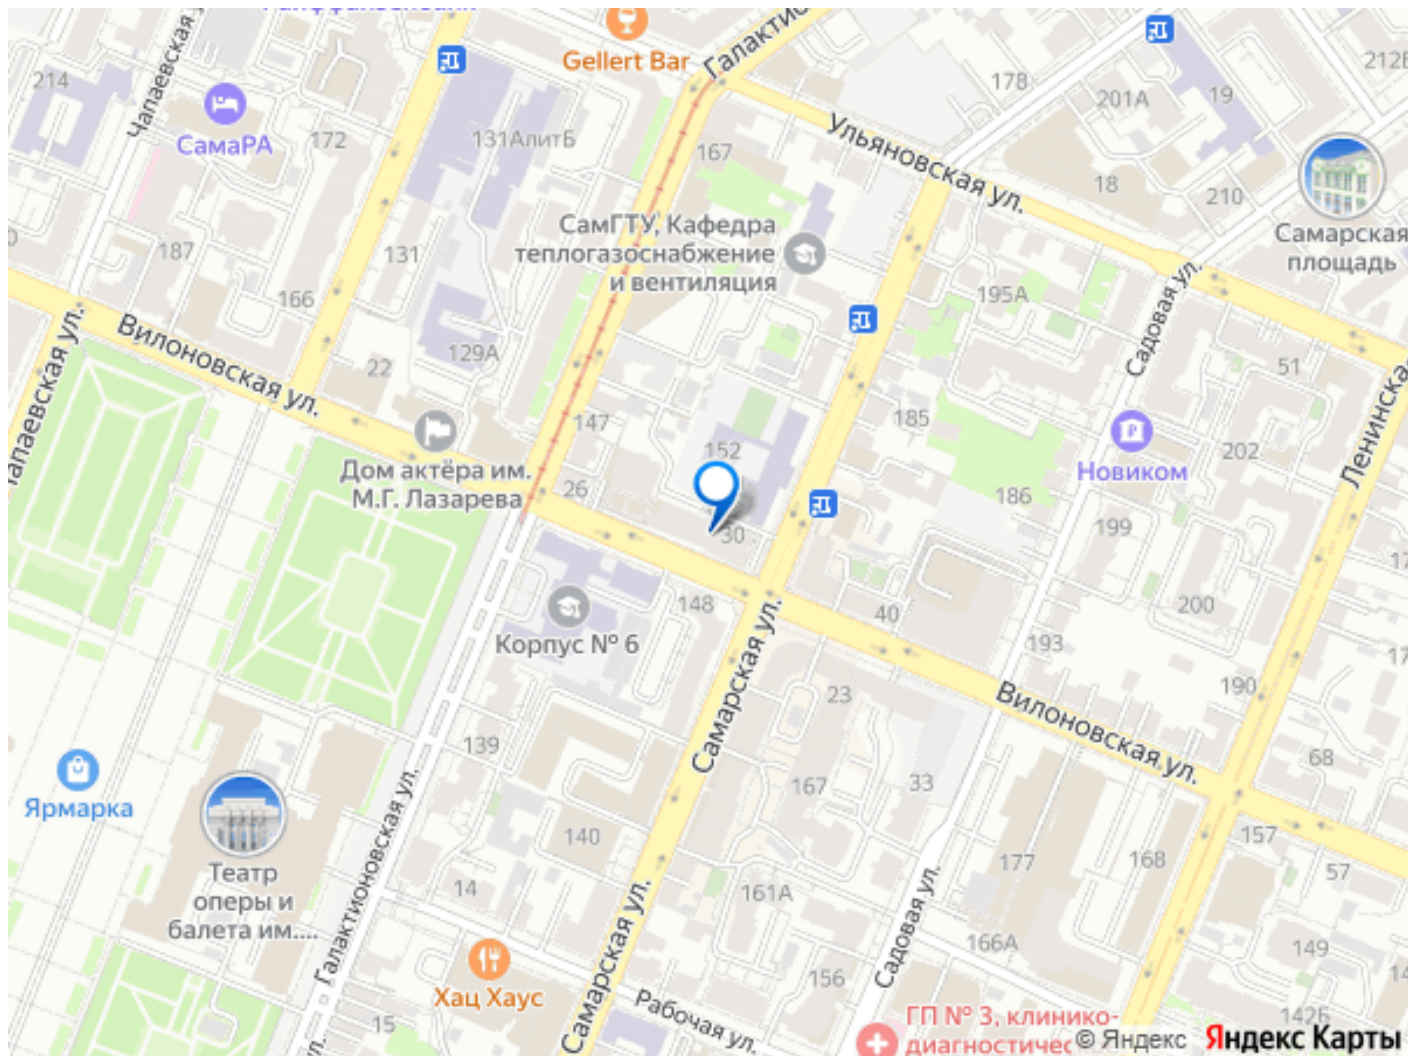 Gellert Bar
Галактио
214
Чапаевская
178
212Б
201А
19
СамаРА
172
131АлитБ
167
Ульяновская ул.
18
210
СамГТУ, Кафедра
теплогазоснабжение
и вентиляция
Самарская
площадь
187
131
166
195А
Садовая ул.
Вилоновская ул.
129А
22
51
Чапаевская ул.
147
185
202
Ленинска
152
Дом актёра им.
М.Г. Лазарева
26
Новиком
186
30
199
148
40
200
Корпус № 6
193
Самарская ул.
23
190
Вилоновская ул.
139
68
167
33
Ярмарка
Галактионовская ул.
140
157
177
168
57
Театр
оперы и
балета им....
14
161А
Садовая ул.
Самарская ул.
166А
149
156
Хац Хаус
Рабочая ул.
15
142Б
ГП № 3, клинико-
диагностичес
© Яндекс Яндекс Карты